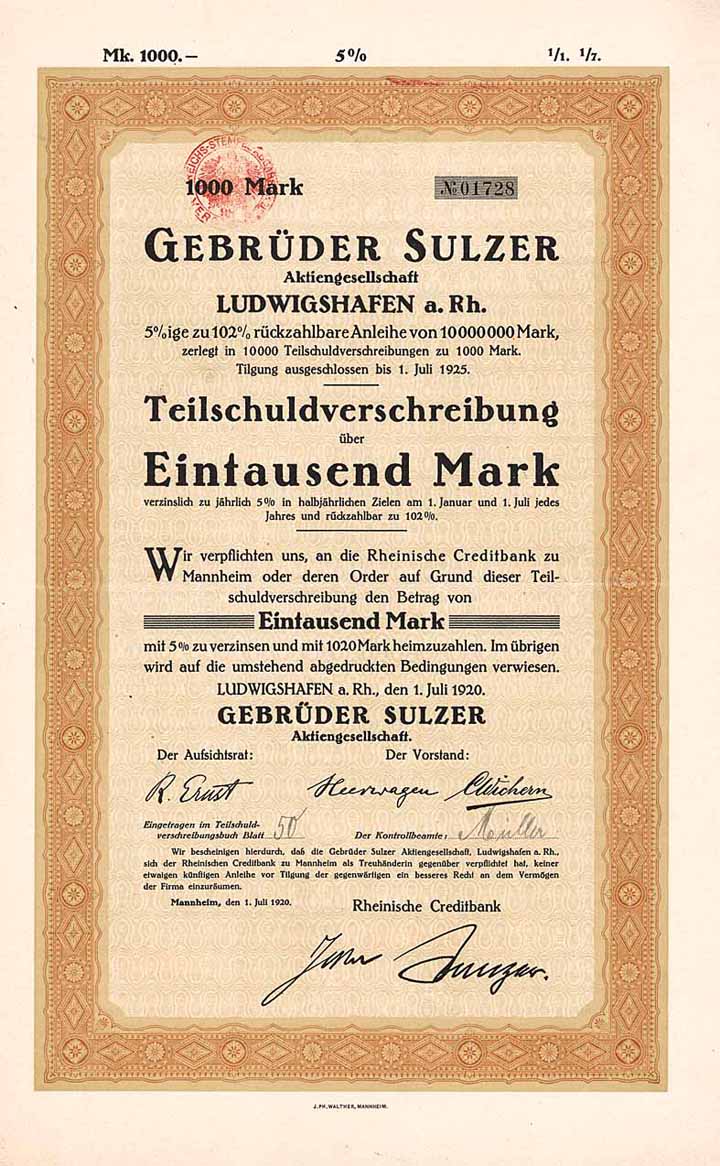 Mk. 1000.— 5% 1/1. 1/7.
1000 Mark № 01728
GEBRÜDER SULZER
Aktiengesellschaft
LUDWIGSHAFEN a. Rh.
5%ige zu 102% rückzahlbare Anleihe von 10000000 Mark,
zerlegt in 10000 Teilschuldverschreibungen zu 1000 Mark.
Tilgung ausgeschlossen bis 1. Juli 1925.
Teilschuldverschreibung
über
Eintausend Mark
verzinslich zu jährlich 5% in halbjährlichen Zielen am 1. Januar und 1. Juli jedes
Jahres und rückzahlbar zu 102%.
Wir verpflichten uns, an die Rheinische Creditbank zu
Mannheim oder deren Order auf Grund dieser Teil-
schuldverschreibung den Betrag von
Eintausend Mark
mit 5% zu verzinsen und mit 1020 Mark heimzuzahlen. Im übrigen
wird auf die umstehend abgedruckten Bedingungen verwiesen.
LUDWIGSHAFEN a. Rh., den 1. Juli 1920.
GEBRÜDER SULZER
Aktiengesellschaft.
Der Aufsichtsrat: Der Vorstand:
R. Ernst Heerwagen CWichern
Eingetragen im Teilschuld-
verschreibungsbuch Blatt 50 Der Kontrollbeamte: Müller
Wir bescheinigen hierdurch, daß die Gebrüder Sulzer Aktiengesellschaft, Ludwigshafen a. Rh.,
sich der Rheinischen Creditbank zu Mannheim als Treuhänderin gegenüber verpflichtet hat, keiner
etwaigen künftigen Anleihe vor Tilgung der gegenwärtigen ein besseres Recht an dem Vermögen
der Firma einzuräumen.
Mannheim, den 1. Juli 1920. Rheinische Creditbank
J. PH. WALTHER, MANNHEIM.